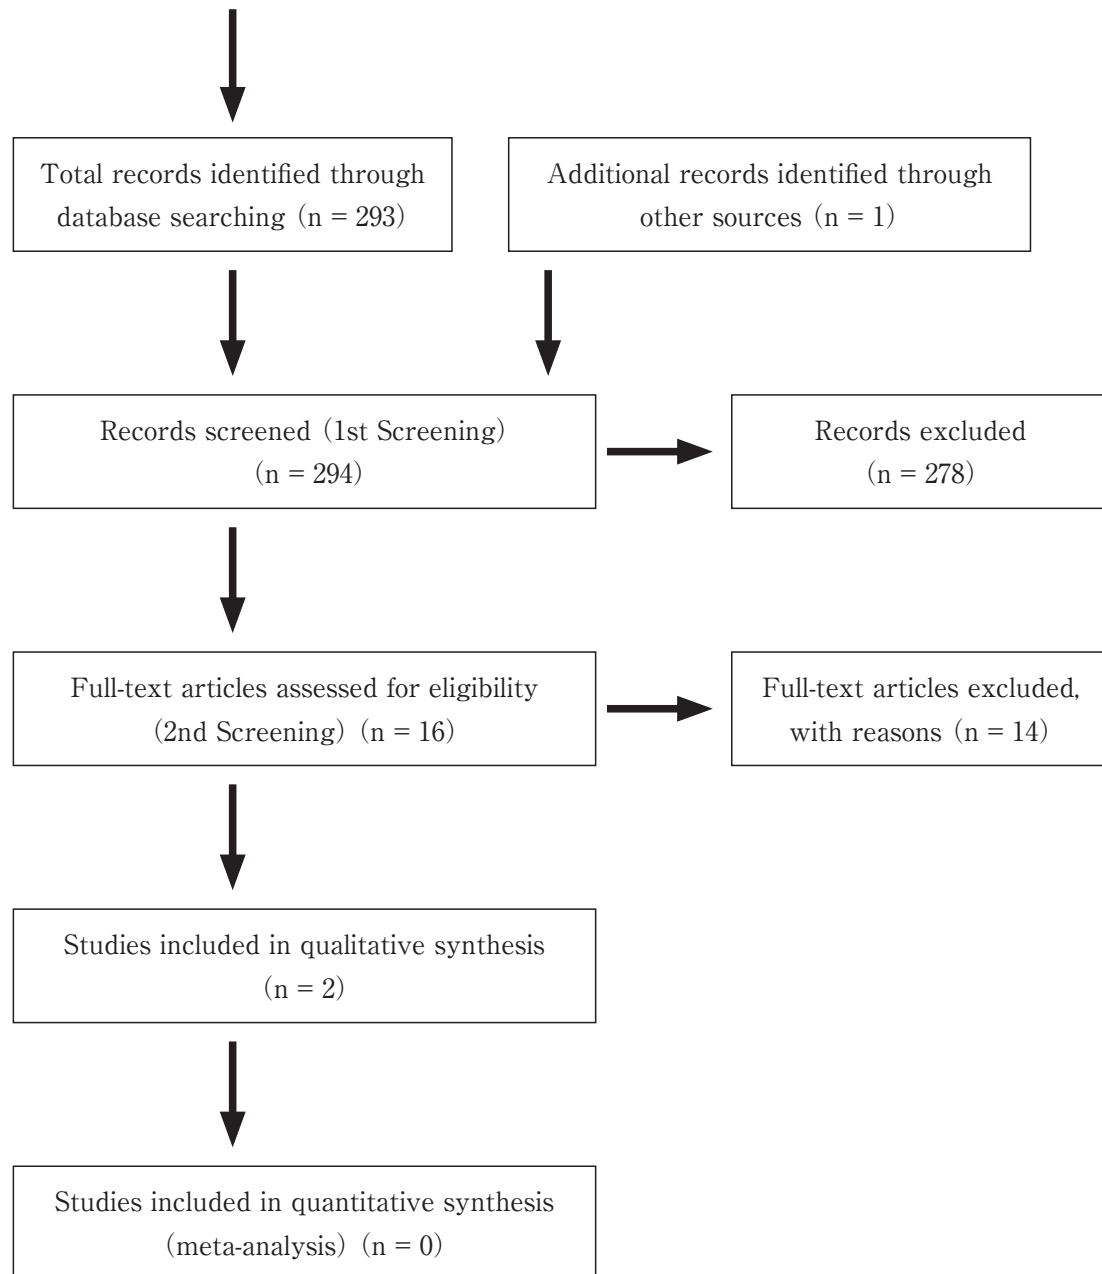 Total records identified through
database searching (n = 293)
Additional records identified through
other sources (n = 1)
Records screened (1st Screening)
(n = 294)
Records excluded
(n = 278)
Full-text articles assessed for eligibility
(2nd Screening) (n = 16)
Full-text articles excluded,
with reasons (n = 14)
Studies included in qualitative synthesis
(n = 2)
Studies included in quantitative synthesis
(meta-analysis) (n = 0)